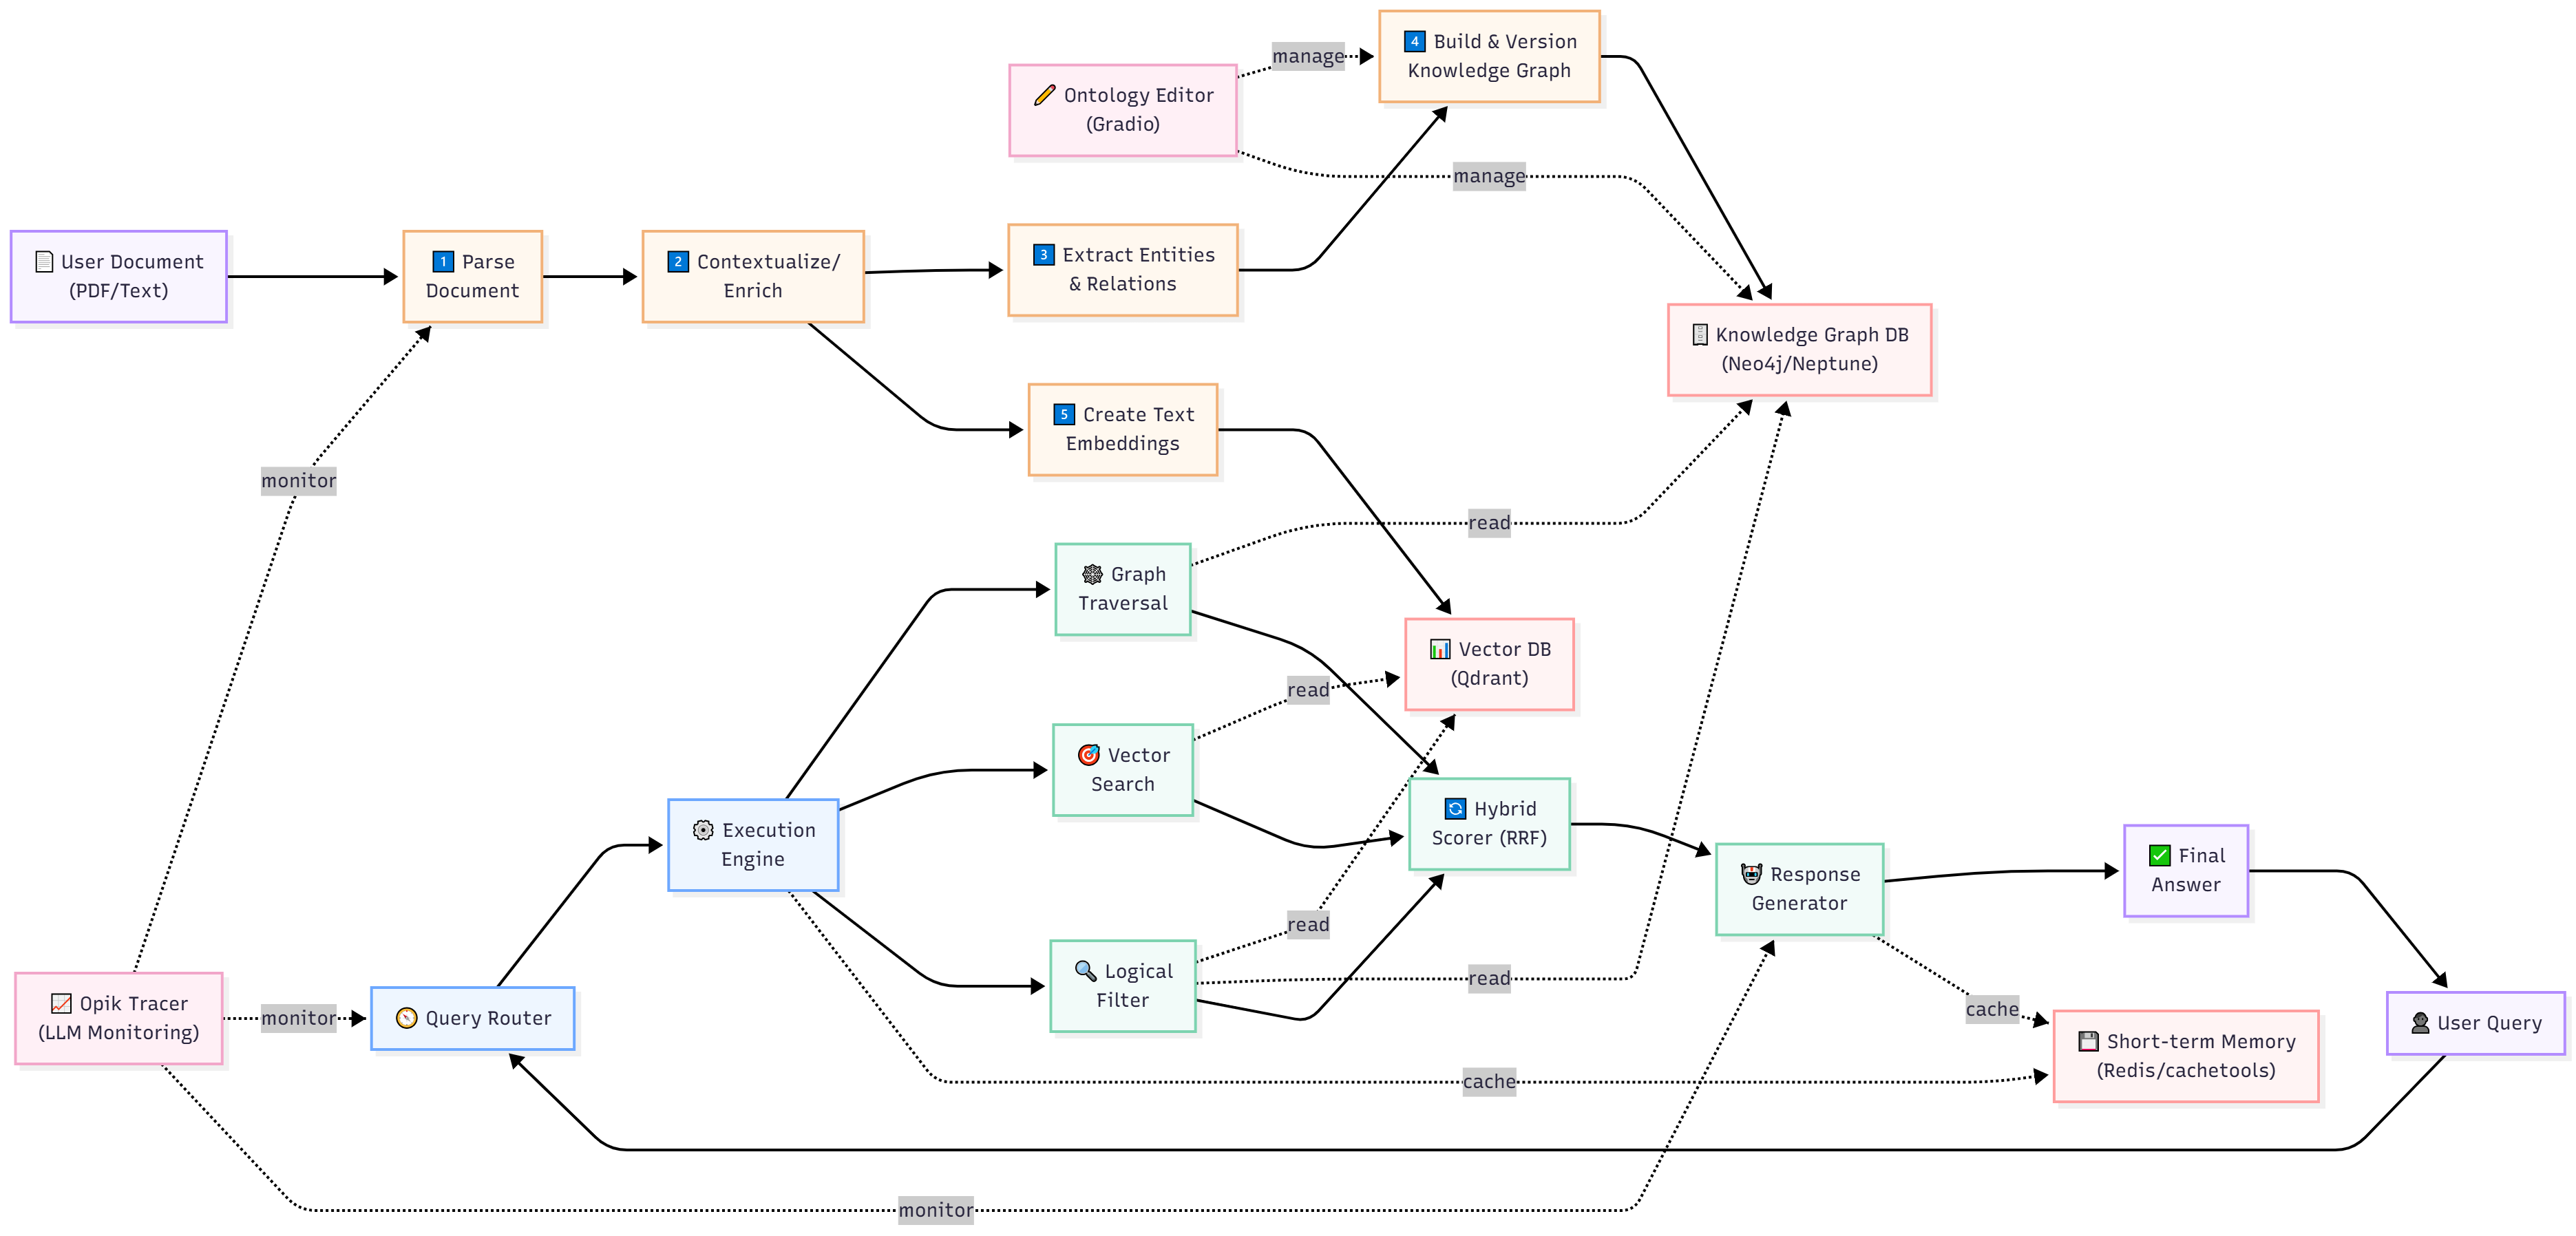 4 Build & Version
Knowledge Graph
manage
Ontology Editor
(Gradio)
manage
User Document
(PDF/Text)
1 Parse
Document
2 Contextualize/
Enrich
3 Extract Entities
& Relations
Knowledge Graph DB
(Neo4j/Neptune)
5 Create Text
Embeddings
monitor
read
Graph
Traversal
Vector DB
(Qdrant)
read
Vector
Search
Execution
Engine
Hybrid
Scorer (RRF)
Response
Generator
Final
Answer
read
Logical
Filter
read
Opik Tracer
(LLM Monitoring)
monitor
Query Router
cache
Short-term Memory
(Redis/cachetools)
User Query
cache
monitor